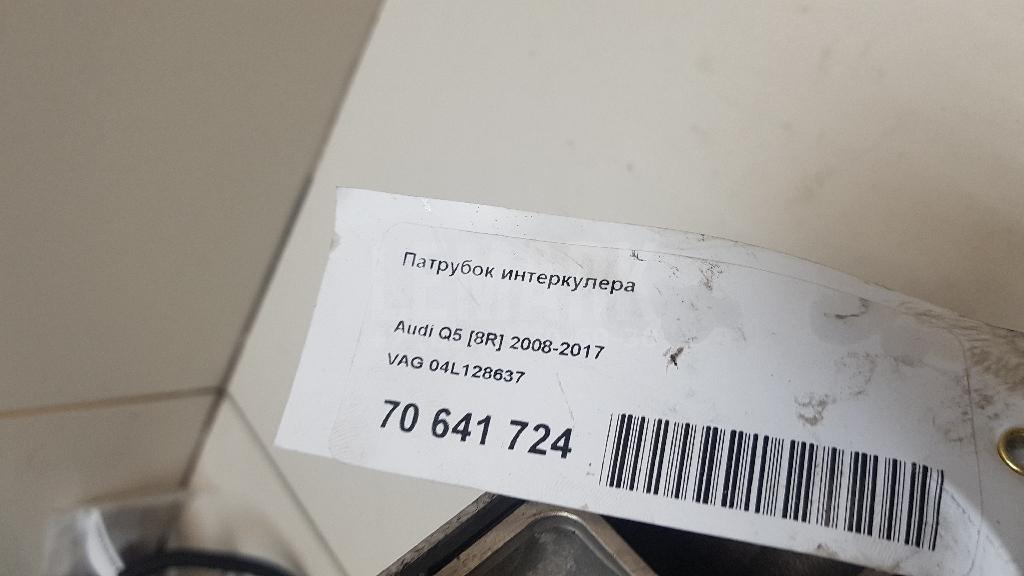 Патрубок интеркулера
Audi Q5 [8R] 2008-2017
VAG 04L128637
70 641 724